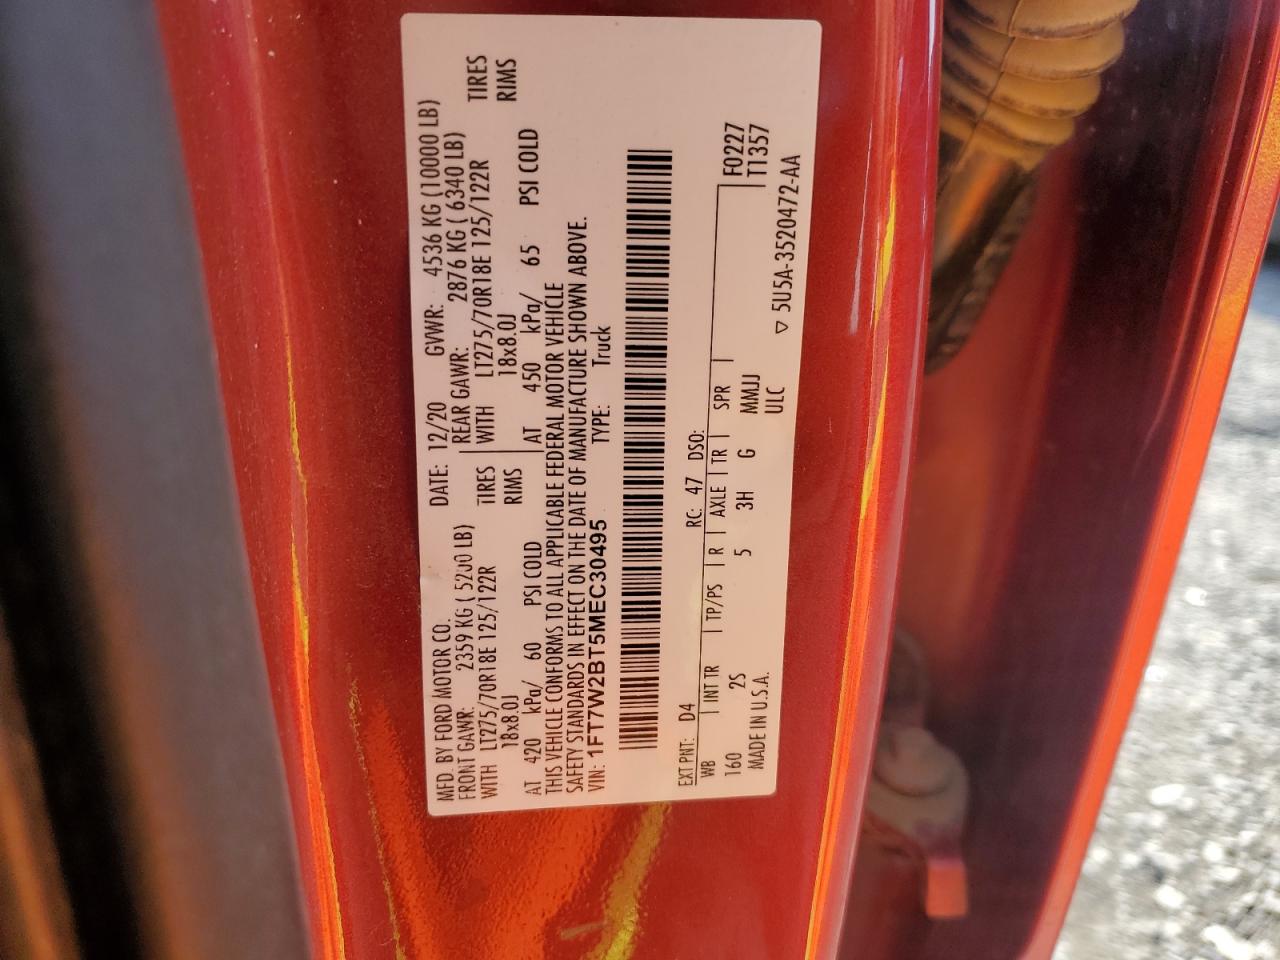 MFD. BY FORD MOTOR CO. DATE: 12/20 GVWR: 4536 KG (10000 LB)
FRONT GAWR: 2359 KG ( 5200 LB) REAR GAWR: 2876 KG ( 6340 LB)
WITH LT275/70R18E 125/122R TIRES WITH LT275/70R18E 125/122R TIRES
18x8.0J RIMS 18x8.0J RIMS
AT 420 kPa/ 60 PSI COLD AT 450 kPa/ 65 PSI COLD
THIS VEHICLE CONFORMS TO ALL APPLICABLE FEDERAL MOTOR VEHICLE
SAFETY STANDARDS IN EFFECT ON THE DATE OF MANUFACTURE SHOWN ABOVE.
VIN: 1FT7W2BT5MEC30495 TYPE: Truck
EXT PNT: D4 RC: 47 DSO:
WB INT TR TP/PS R AXLE TR SPR F0227
160 2S 5 3H G MMJJ T1357
MADE IN U.S.A. ULC ▽ 5U5A-3520472-AA